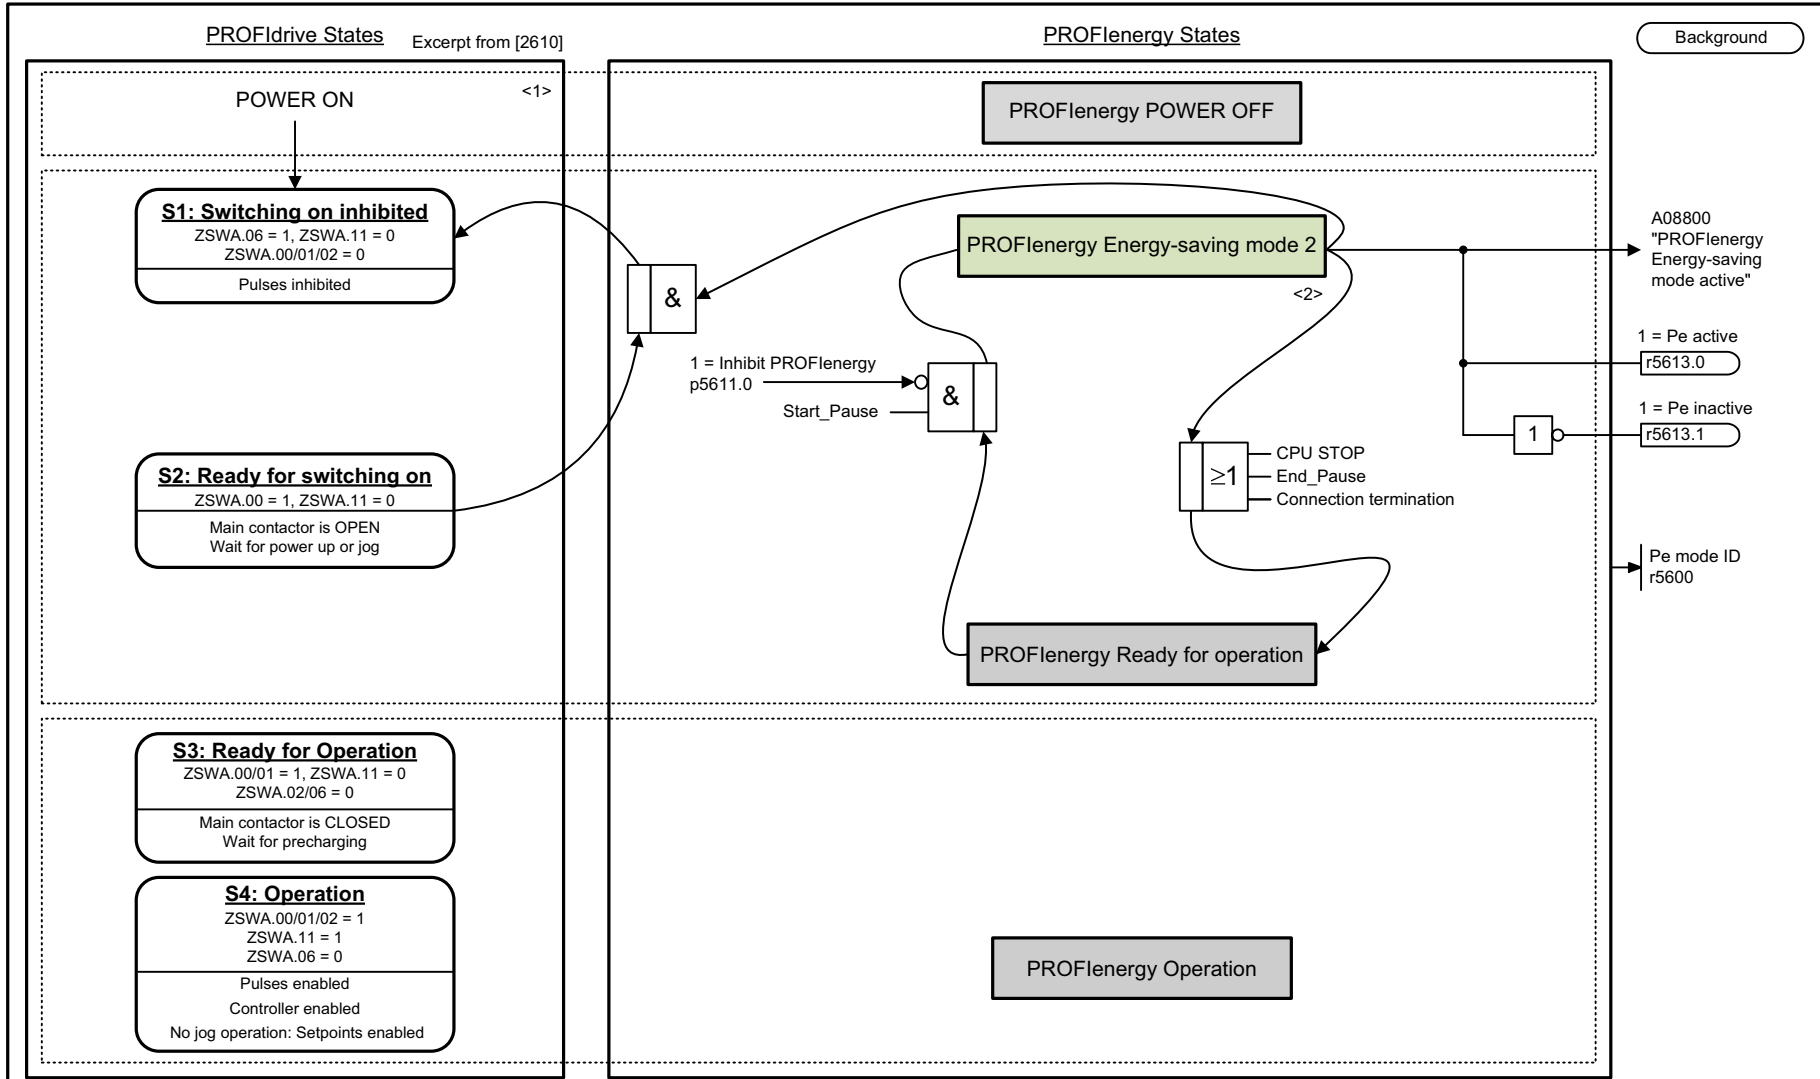 PROFIdrive States
Excerpt from [2610]
PROFIenergy States
Background
POWER ON
<1>
PROFIenergy POWER OFF
S1: Switching on inhibited
ZSWA.06 = 1, ZSWA.11 = 0
ZSWA.00/01/02 = 0
Pulses inhibited
&
PROFIenergy Energy-saving mode 2
<2>
A08800
"PROFIenergy
Energy-saving
mode active"
1 = Inhibit PROFIenergy
p5611.0
Start_Pause
&
1 = Pe active
r5613.0
1 = Pe inactive
1
r5613.1
S2: Ready for switching on
ZSWA.00 = 1, ZSWA.11 = 0
Main contactor is OPEN
Wait for power up or jog
≥1
CPU STOP
End_Pause
Connection termination
Pe mode ID
r5600
PROFIenergy Ready for operation
S3: Ready for Operation
ZSWA.00/01 = 1, ZSWA.11 = 0
ZSWA.02/06 = 0
Main contactor is CLOSED
Wait for precharging
S4: Operation
ZSWA.00/01/02 = 1
ZSWA.11 = 1
ZSWA.06 = 0
Pulses enabled
Controller enabled
No jog operation: Setpoints enabled
PROFIenergy Operation